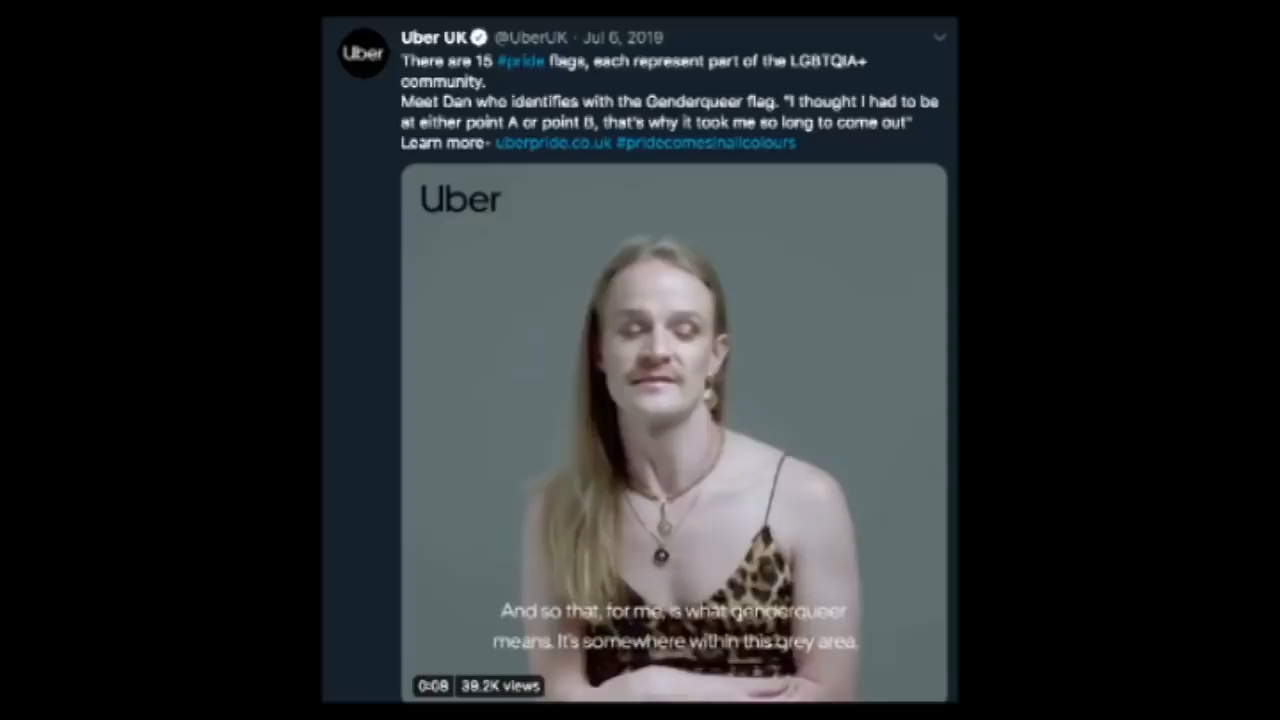 Uber
Uber UK @UberUK · Jul 6, 2019
There are 15 #pride flags, each represent part of the LGBTQIA+
community.
Meet Dan who identifies with the Genderqueer flag. "I thought I had to be
at either point A or point B, that's why it took me so long to come out"
Learn more- uberpride.co.uk #pridecomesinallcolours
Uber
And so that, for me, is what genderqueer
means. It's somewhere within this grey area.
0:08 39.2K views